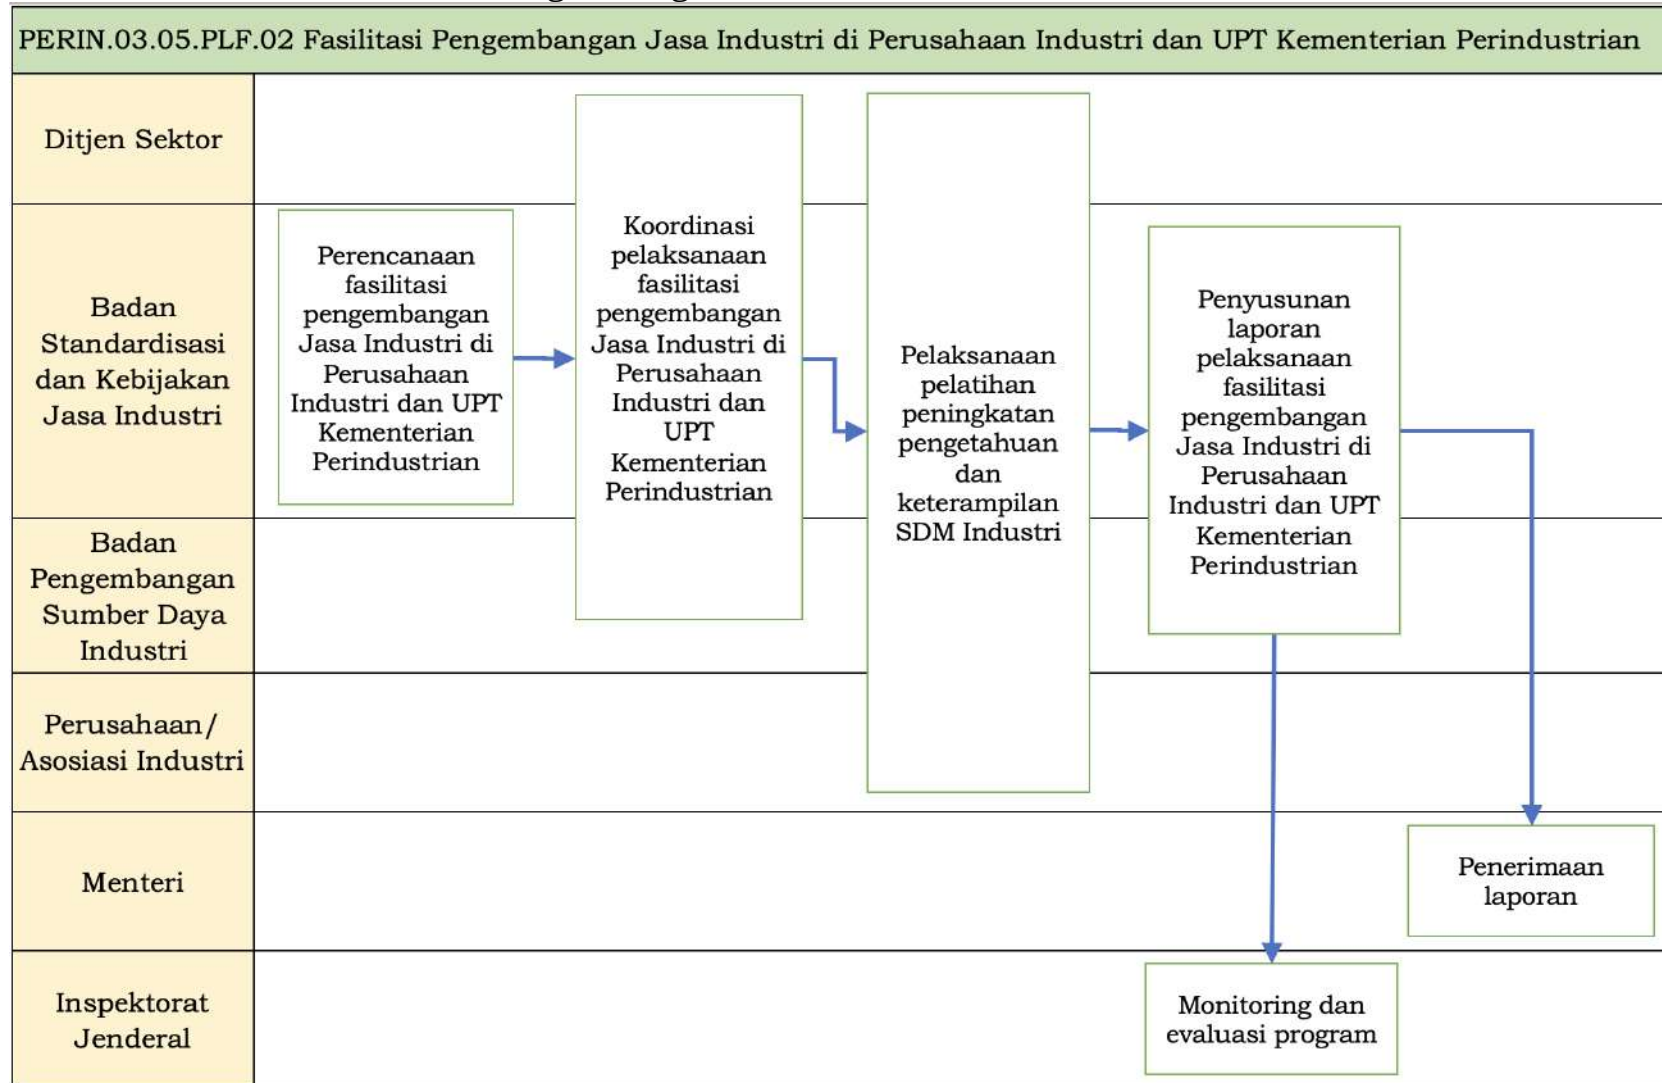 PERIN.03.05.PLF.02 Fasilitasi Pengembangan Jasa Industri di Perusahaan Industri dan UPT Kementerian Perindustrian
Ditjen Sektor
Badan
Standardisasi
dan Kebijakan
Jasa Industri
Perencanaan
fasilitasi
pengembangan
Jasa Industri di
Perusahaan
Industri dan UPT
Kementerian
Perindustrian
Koordinasi
pelaksanaan
fasilitasi
pengembangan
Jasa Industri di
Perusahaan
Industri dan
UPT
Kementerian
Perindustrian
Pelaksanaan
pelatihan
peningkatan
pengetahuan
dan
keterampilan
SDM Industri
Penyusunan
laporan
pelaksanaan
fasilitasi
pengembangan
Jasa Industri di
Perusahaan
Industri dan UPT
Kementerian
Perindustrian
Badan
Pengembangan
Sumber Daya
Industri
Perusahaan/
Asosiasi Industri
Menteri
Penerimaan
laporan
Inspektorat
Jenderal
Monitoring dan
evaluasi program